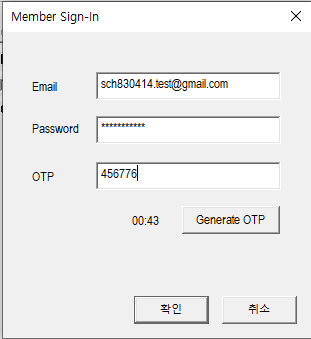 Member Sign-In
Email sch830414.test@gmail.com
Password ***********
OTP 456776
00:43 Generate OTP
확인 취소